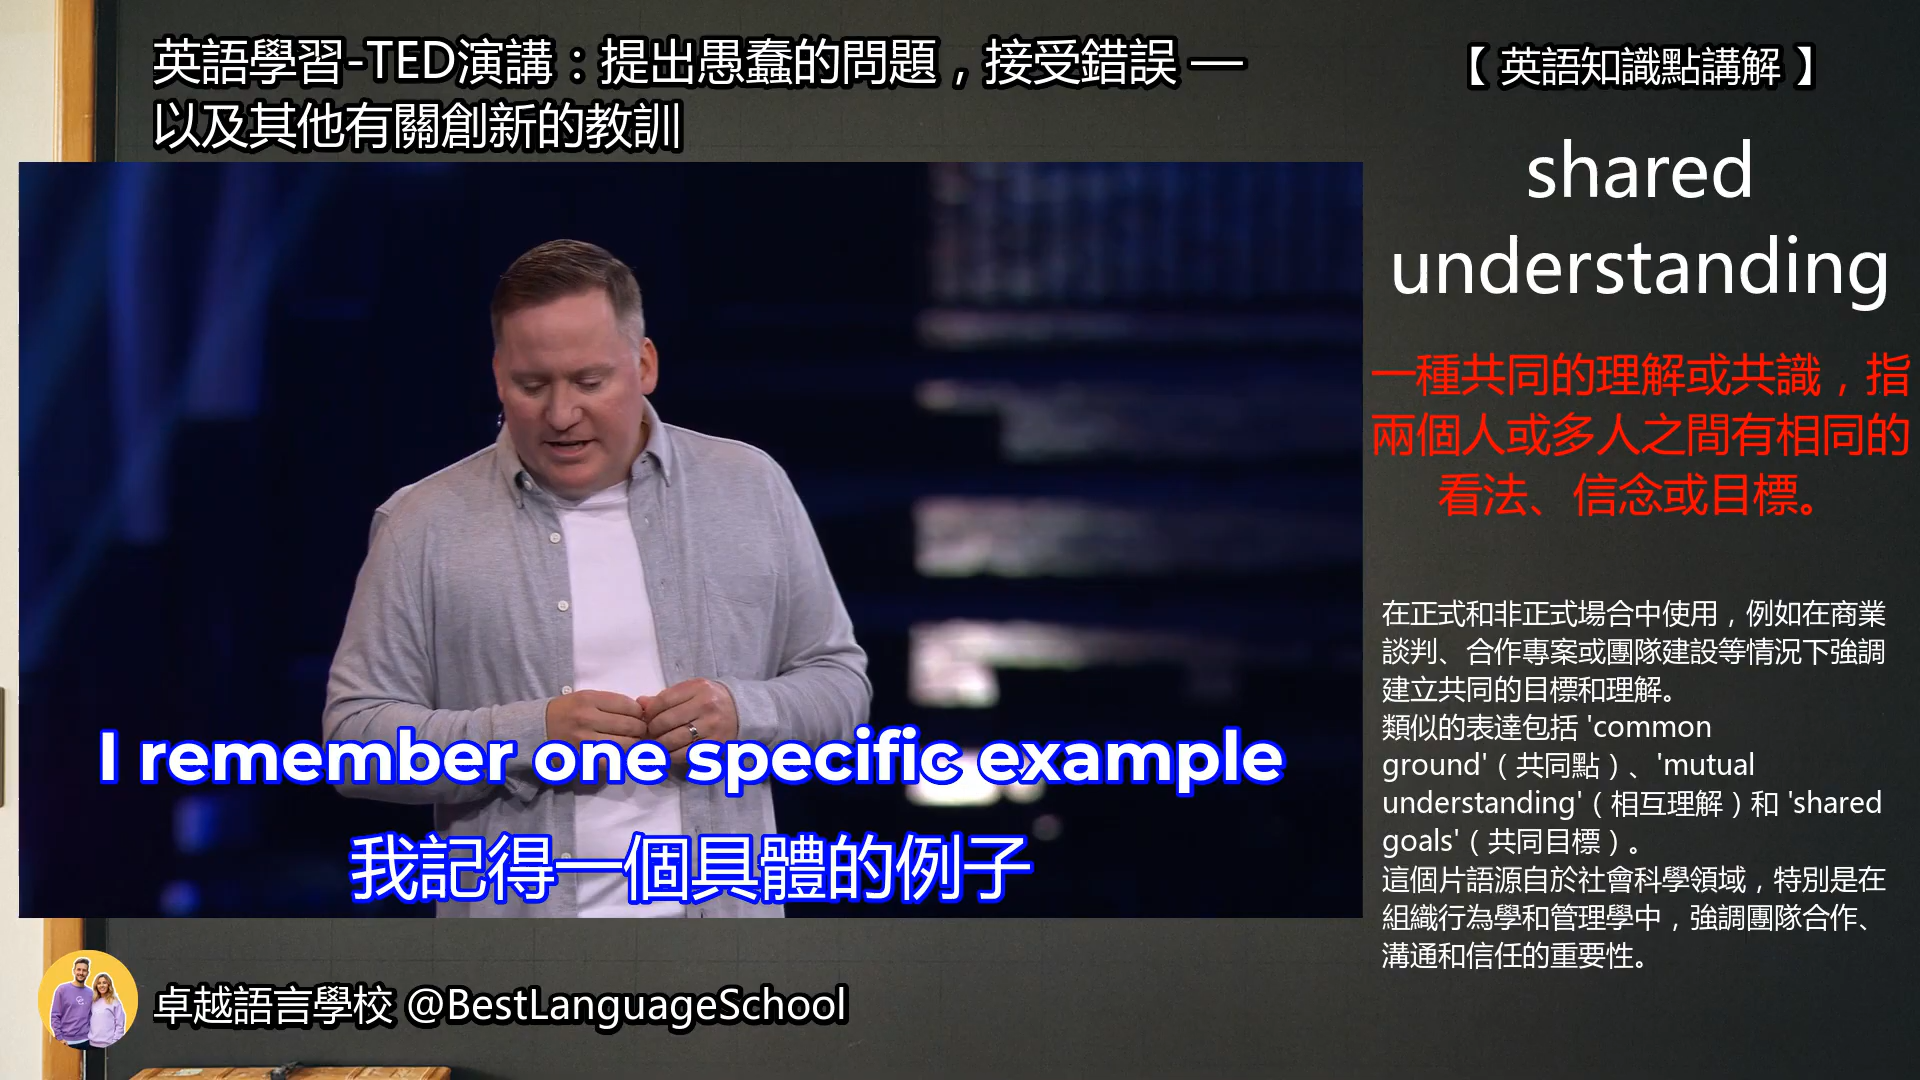 英語學習-TED演講：提出愚蠢的問題，接受錯誤 —
以及其他有關創新的教訓
【 英語知識點講解 】
shared
understanding
一種共同的理解或共識，指
兩個人或多人之間有相同的
看法、信念或目標。
在正式和非正式場合中使用，例如在商業
談判、合作專案或團隊建設等情況下強調
建立共同的目標和理解。
類似的表達包括 'common
ground'（共同點）、'mutual
understanding'（相互理解）和 'shared
goals'（共同目標）。
這個片語源自於社會科學領域，特別是在
組織行為學和管理學中，強調團隊合作、
溝通和信任的重要性。
I remember one specific example
我記得一個具體的例子
卓越語言學校 @BestLanguageSchool